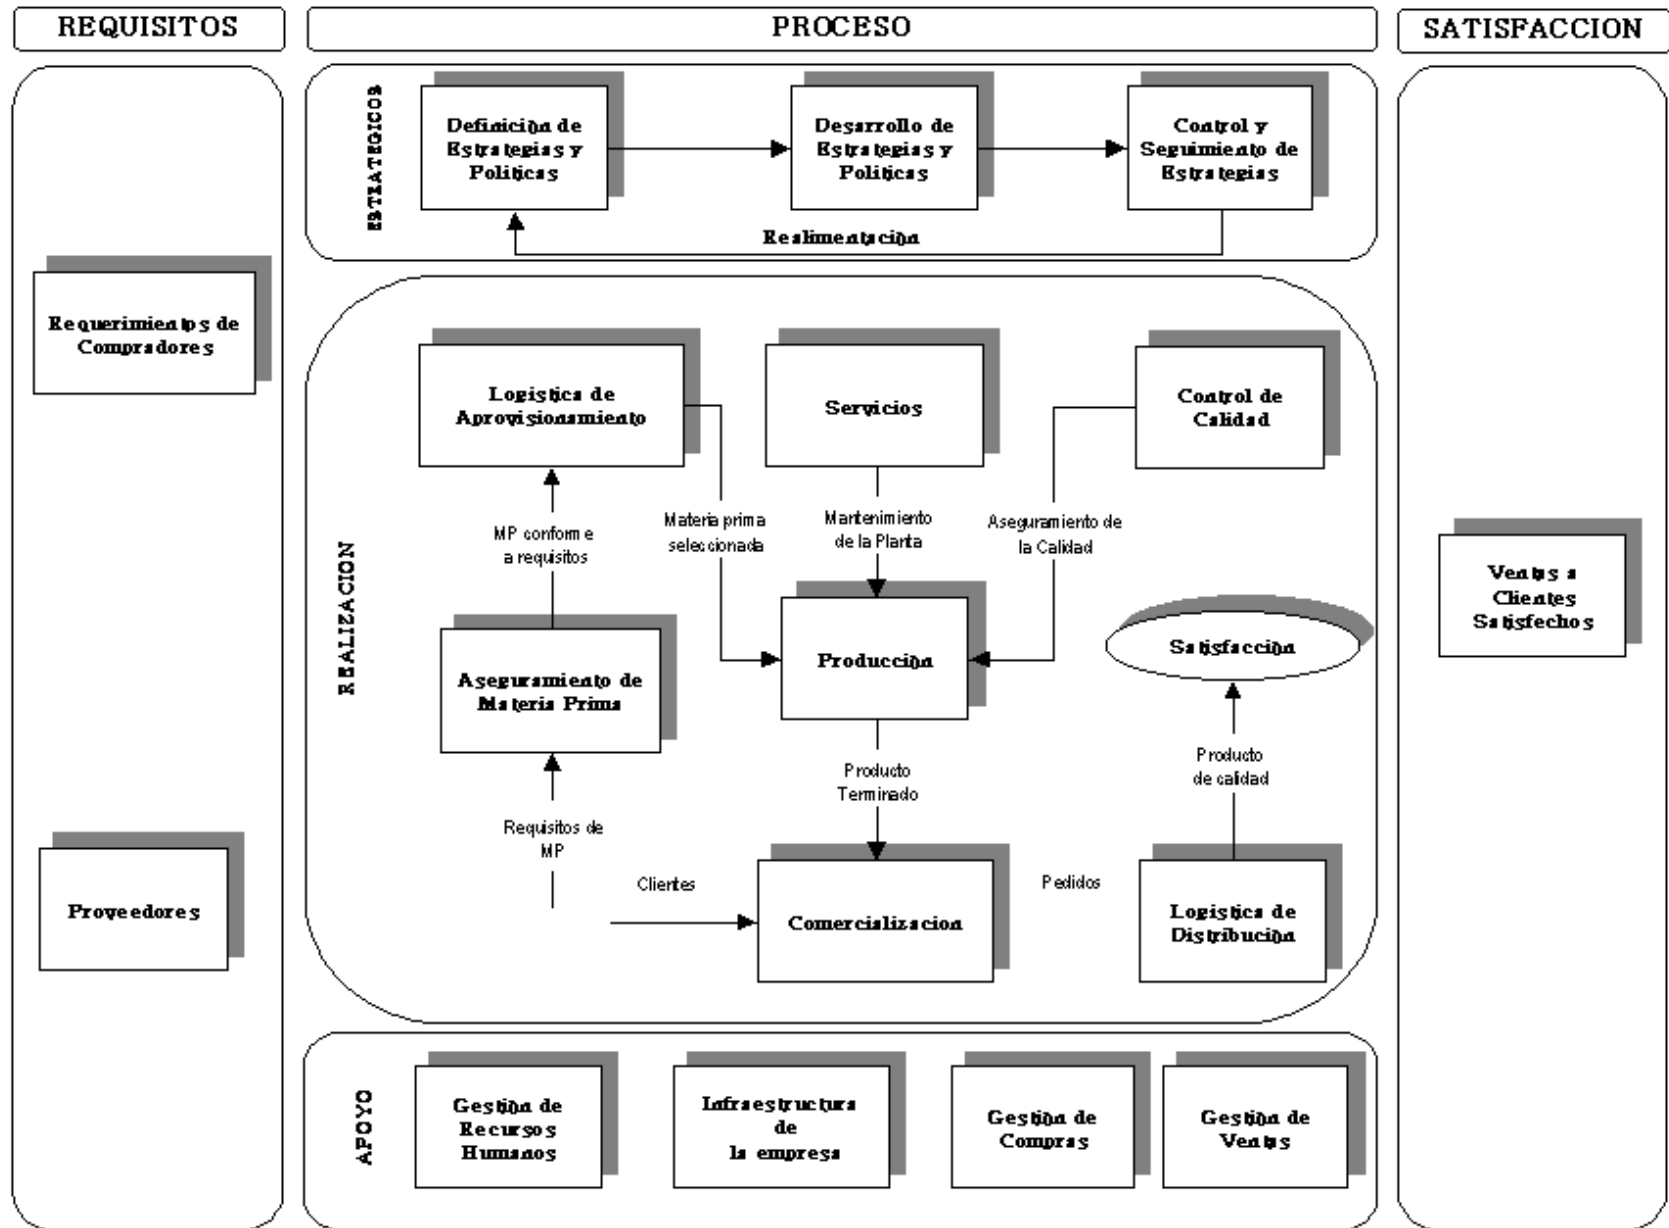 REQUISITOS
PROCESO
SATISFACCION
ESTRATEGICOS
Definición de
Estrategias y
Politicas
Desarrollo de
Estrategias y
Politicas
Control y
Seguimiento de
Estrategias
Realimentación
Requerimientos de
Compradores
Proveedores
REALIZACION
Logistica de
Aprovisionamiento
Servicios
Control de
Calidad
MP conforme
a requisitos
Materia prima
seleccionada
Mantenimiento
de la Planta
Aseguramiento de
la Calidad
Aseguramiento de
Materia Prima
Producción
Satisfacción
Requisitos de
MP
Producto
Terminado
Producto
de calidad
Clientes
Comercializacion
Pedidos
Logistica de
Distribución
Ventas a
Clientes
Satisfechos
APOYO
Gestión de
Recursos
Humanos
Infraestructura
de
la empresa
Gestión de
Compras
Gestión de
Ventas